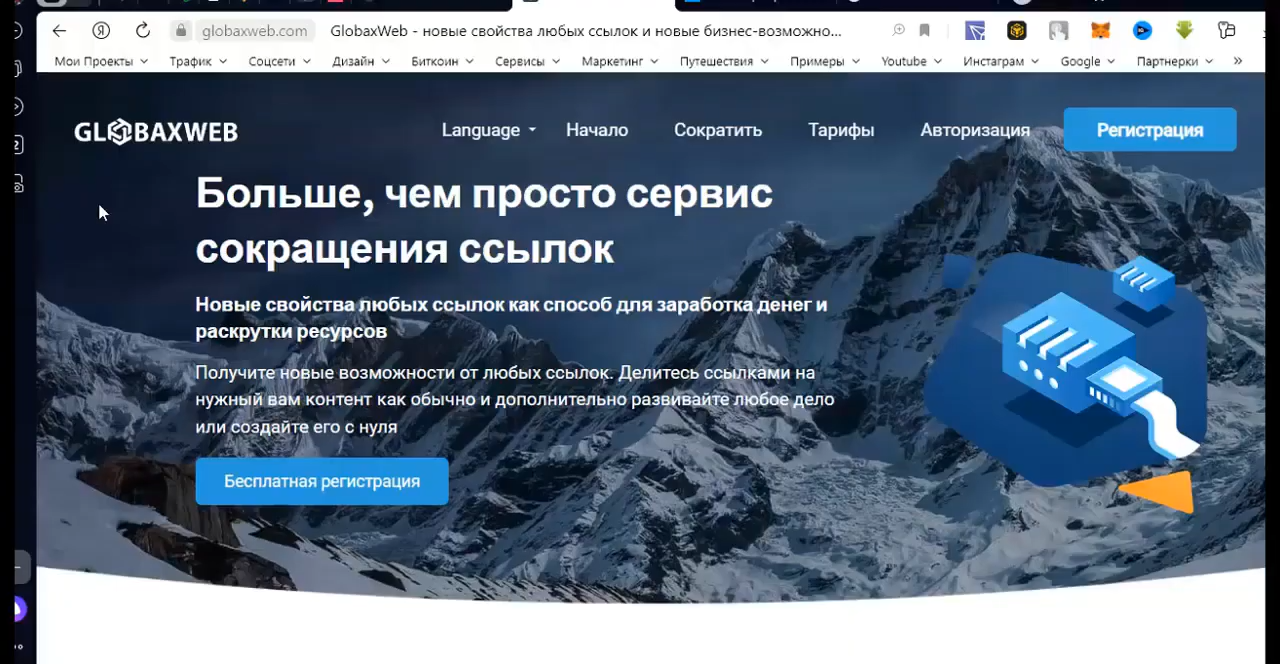 globaxweb.com GlobaxWeb - новые свойства любых ссылок и новые бизнес-возможно...
Мои Проекты Трафик Соцсети Дизайн Биткоин Сервисы Маркетинг Путешествия Примеры Youtube Инстаграм Google Партнерки »
GLOBAXWEB Language Начало Сократить Тарифы Авторизация Регистрация
Больше, чем просто сервис
сокращения ссылок
Новые свойства любых ссылок как способ для заработка денег и
раскрутки ресурсов
Получите новые возможности от любых ссылок. Делитесь ссылками на
нужный вам контент как обычно и дополнительно развивайте любое дело
или создайте его с нуля
Бесплатная регистрация